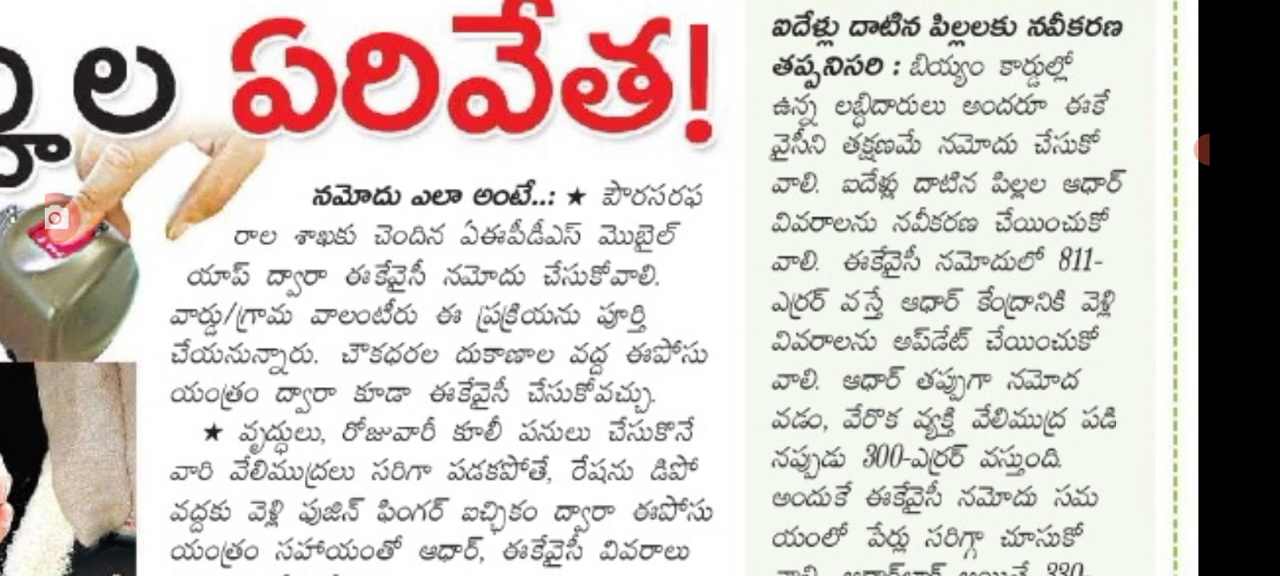 ల ఏరివేత!
నమోదు ఎలా అంటే..: ★ పౌరసరఫ
రాల శాఖకు చెందిన ఏఈపీడీఎస్ మొబైల్
యాప్ ద్వారా ఈకేవైసీ నమోదు చేసుకోవాలి.
వార్డు/గ్రామ వాలంటీరు ఈ ప్రక్రియను పూర్తి
చేయనున్నారు. చౌకధరల దుకాణాల వద్ద ఈపోసు
యంత్రం ద్వారా కూడా ఈకేవైసీ చేసుకోవచ్చు.
★ వృద్ధులు, రోజువారీ కూలీ పనులు చేసుకొనే
వారి వేలిముద్రలు సరిగా పడకపోతే, రేషను డిపో
వద్దకు వెళ్లి ఫుజిన్ ఫింగర్ ఐచ్ఛికం ద్వారా ఈపోసు
యంత్రం సహాయంతో ఆధార్, ఈకేవైసీ వివరాలు
ఐదేళ్లు దాటిన పిల్లలకు నవీకరణ
తప్పనిసరి : బియ్యం కార్డుల్లో
ఉన్న లబ్ధిదారులు అందరూ ఈకే
వైసీని తక్షణమే నమోదు చేసుకో
వాలి. ఐదేళ్లు దాటిన పిల్లల ఆధార్
వివరాలను నవీకరణ చేయించుకో
వాలి. ఈకేవైసీ నమోదులో 811-
ఎర్రర్ వస్తే ఆధార్ కేంద్రానికి వెళ్లి
వివరాలను అప్‌డేట్ చేయించుకో
వాలి. ఆధార్ తప్పుగా నమోద
వడం, వేరొక వ్యక్తి వేలిముద్ర పడి
నప్పుడు 300-ఎర్రర్ వస్తుంది.
అందుకే ఈకేవైసీ నమోదు సమ
యంలో పేర్లు సరిగ్గా చూసుకో